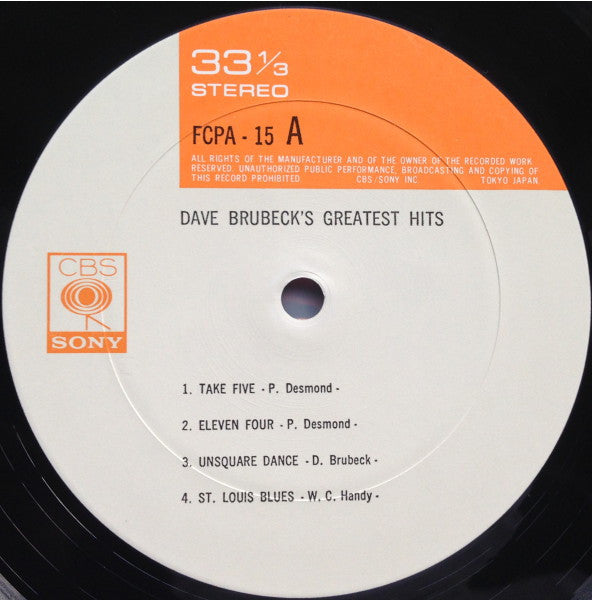 33 1/3
STEREO
FCPA - 15 A
ALL RIGHTS OF THE MANUFACTURER AND OF THE OWNER OF THE RECORDED WORK
RESERVED. UNAUTHORIZED PUBLIC PERFORMANCE, BROADCASTING AND COPYING OF
THIS RECORD PROHIBITED CBS/SONY INC. TOKYO JAPAN.
DAVE BRUBECK'S GREATEST HITS
CBS
SONY
1. TAKE FIVE - P. Desmond -
2. ELEVEN FOUR - P. Desmond -
3. UNSQUARE DANCE - D. Brubeck -
4. ST. LOUIS BLUES - W. C. Handy -